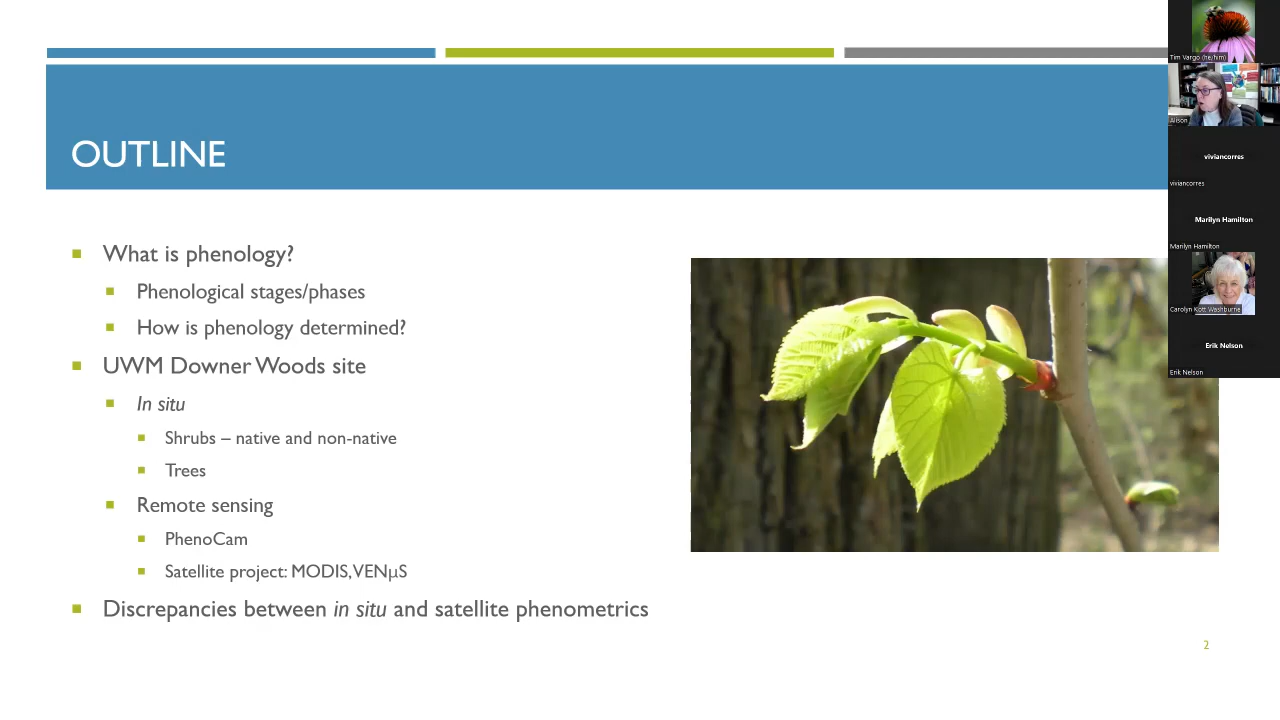 OUTLINE
What is phenology?
Phenological stages/phases
How is phenology determined?
UWM Downer Woods site
In situ
Shrubs – native and non-native
Trees
Remote sensing
PhenoCam
Satellite project: MODIS, VENµS
Discrepancies between in situ and satellite phenometrics
2
Tim Vargo (he/him)
Alison
viviancorres
viviancorres
Marilyn Hamilton
Marilyn Hamilton
Carolyn Kott Washburne
Erik Nelson
Erik Nelson